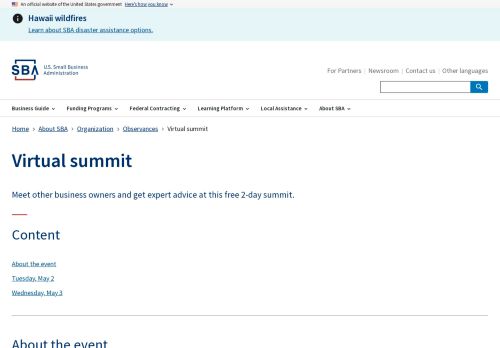 An official website of the United States government Here's how you know
Hawaii wildfires
Learn about SBA disaster assistance options.
SBA U.S. Small Business Administration
For Partners Newsroom Contact us Other languages
Business Guide Funding Programs Federal Contracting Learning Platform Local Assistance About SBA
Home > About SBA > Organization > Observances > Virtual summit
Virtual summit
Meet other business owners and get expert advice at this free 2-day summit.
Content
About the event
Tuesday, May 2
Wednesday, May 3
About the event